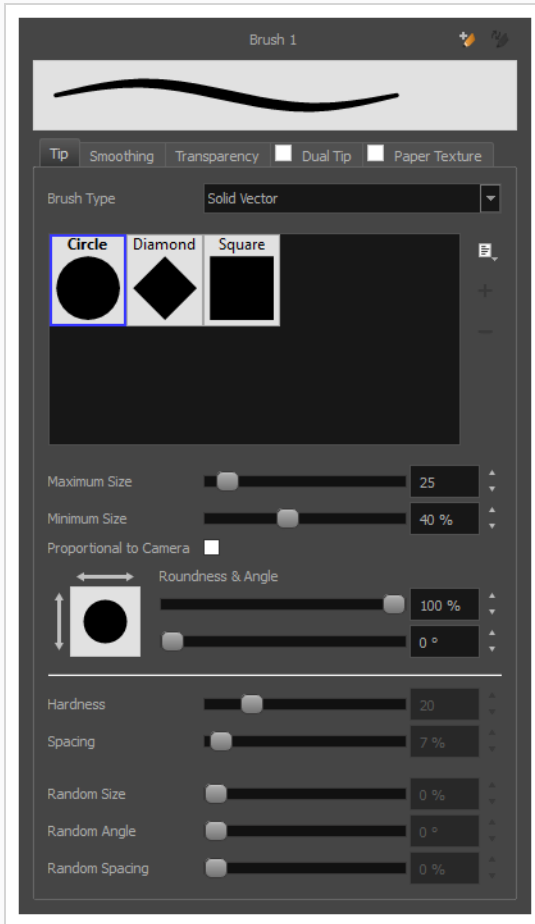 Brush 1
Tip Smoothing Transparency Dual Tip Paper Texture
Brush Type Solid Vector
Circle Diamond Square
Maximum Size 25
Minimum Size 40 %
Proportional to Camera
Roundness & Angle
100 %
0 °
Hardness 20
Spacing 7 %
Random Size 0 %
Random Angle 0 °
Random Spacing 0 %